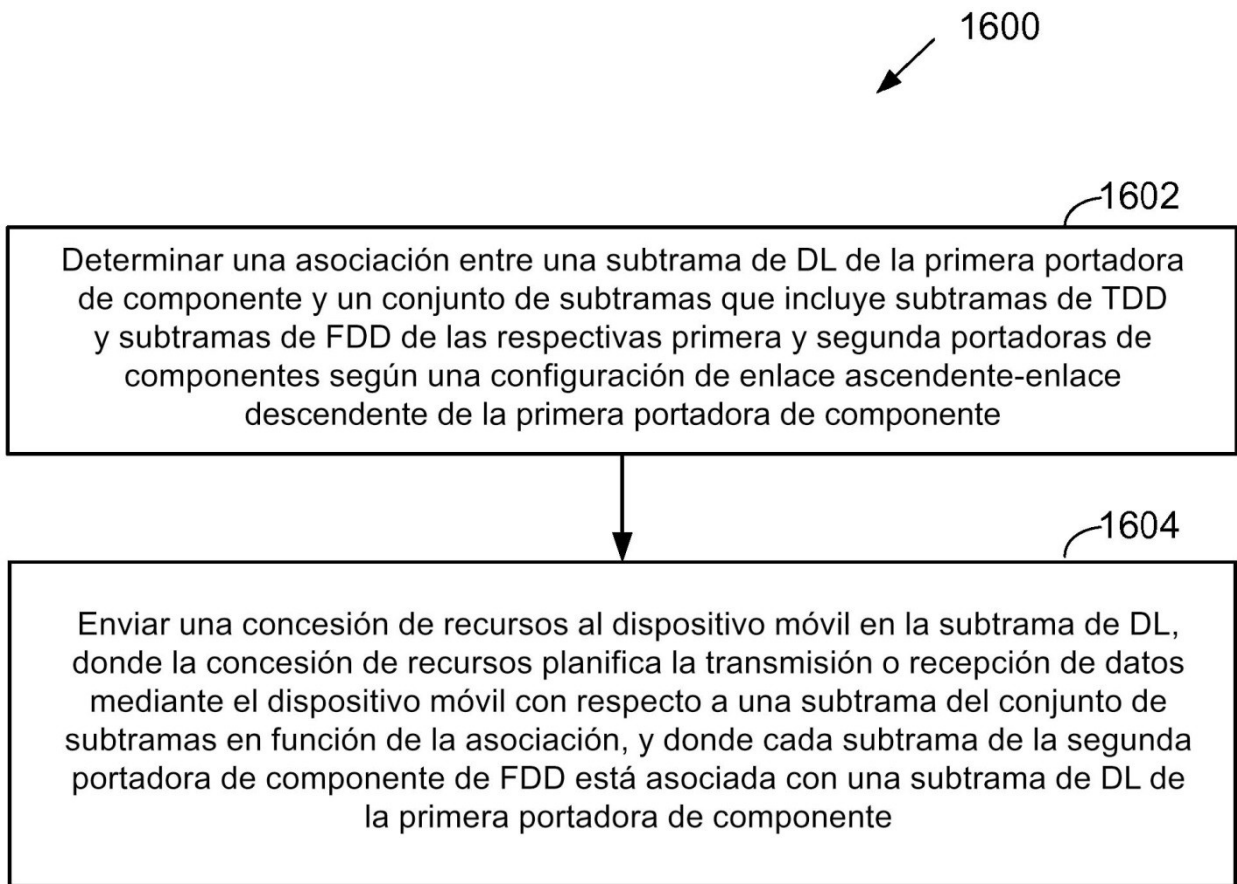 1600
1602
Determinar una asociación entre una subtrama de DL de la primera portadora
de componente y un conjunto de subtramas que incluye subtramas de TDD
y subtramas de FDD de las respectivas primera y segunda portadoras de
componentes según una configuración de enlace ascendente-enlace
descendente de la primera portadora de componente
1604
Enviar una concesión de recursos al dispositivo móvil en la subtrama de DL,
donde la concesión de recursos planifica la transmisión o recepción de datos
mediante el dispositivo móvil con respecto a una subtrama del conjunto de
subtramas en función de la asociación, y donde cada subtrama de la segunda
portadora de componente de FDD está asociada con una subtrama de DL de
la primera portadora de componente